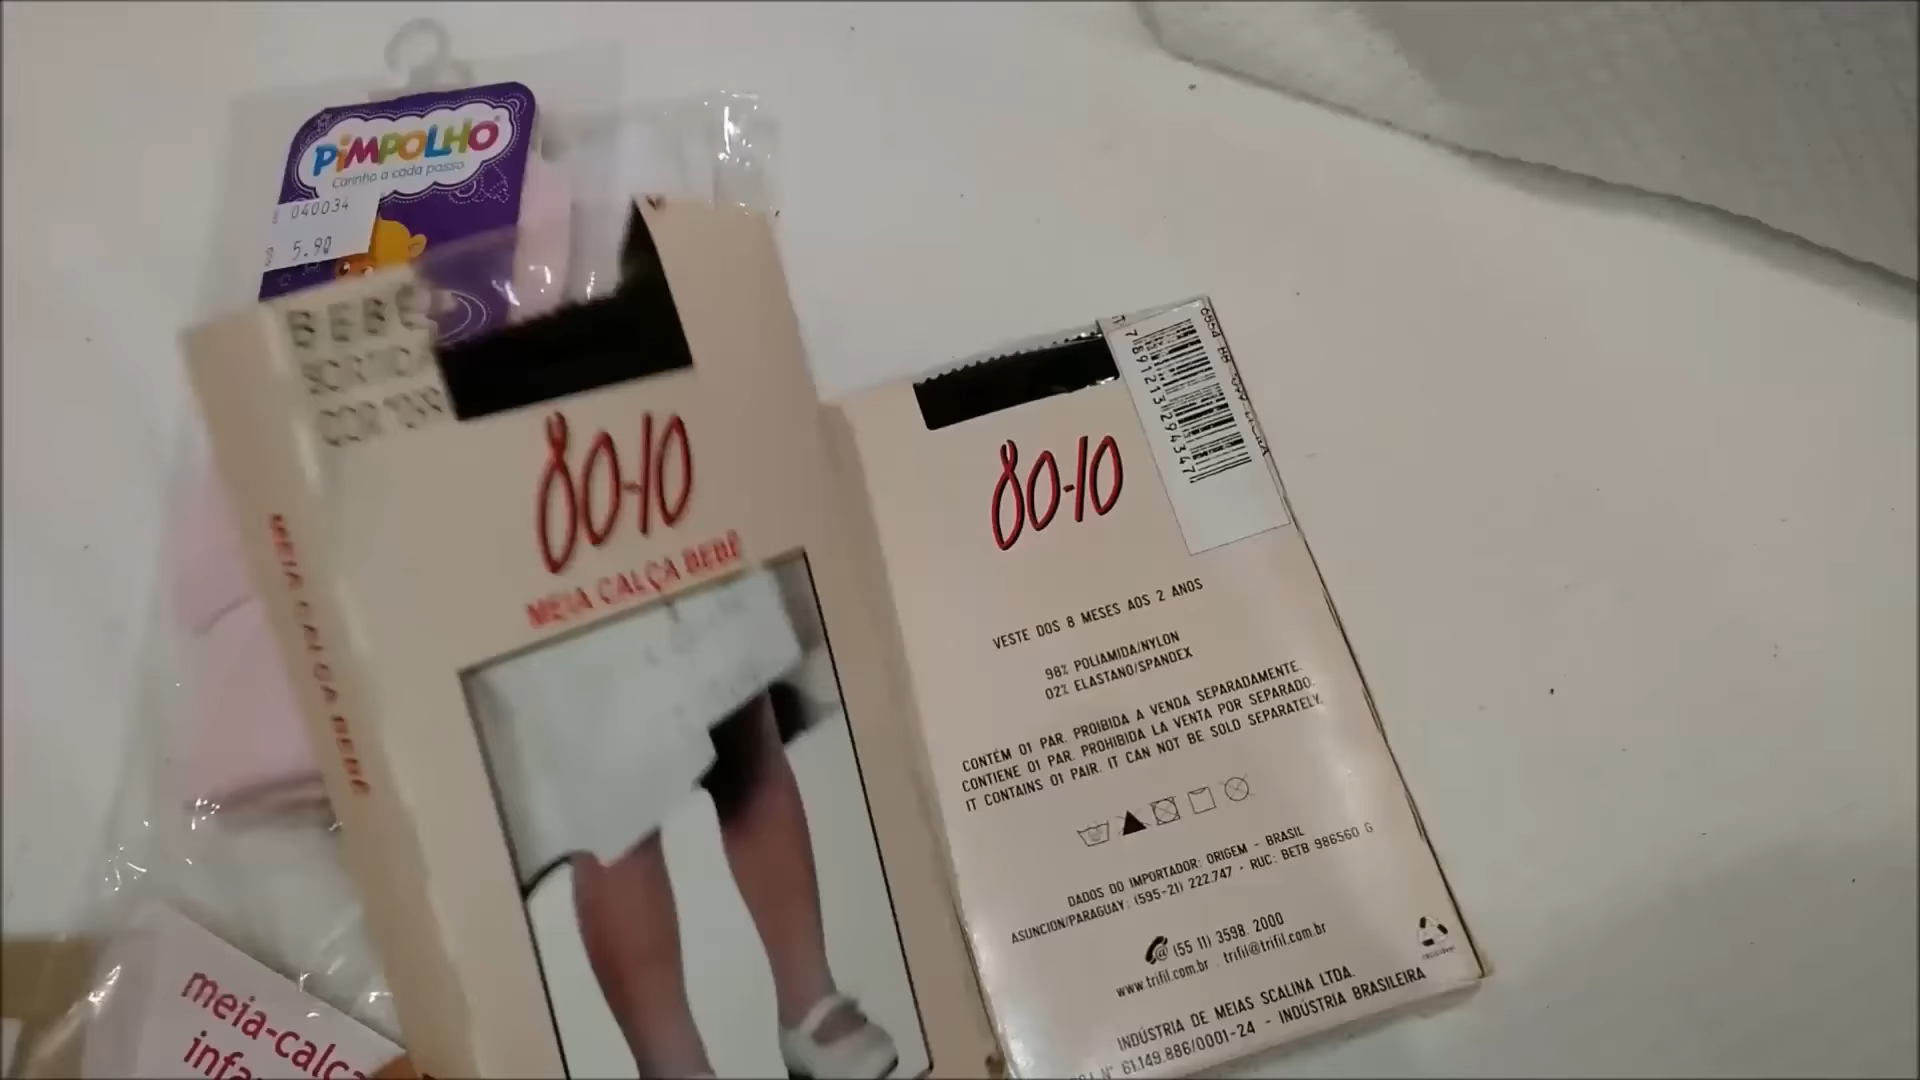 PIMPOLHO
Carinho a cada passo
040034
5.90
BEBÊ
SORTIDA
80-10
MEIA CALÇA BEBÊ
MEIA CALÇA BEBÊ
meia-calça
7891213294347
80-10
VESTE DOS 8 MESES AOS 2 ANOS
98% POLIAMIDA/NYLON
02% ELASTANO/SPANDEX
CONTÉM 01 PAR. PROIBIDA A VENDA SEPARADAMENTE.
CONTIENE 01 PAR. PROHIBIDA LA VENTA POR SEPARADO.
IT CONTAINS 01 PAIR. IT CAN NOT BE SOLD SEPARATELY.
DADOS DO IMPORTADOR: ORIGEM - BRASIL
ASUNCION/PARAGUAY: (595-21) 222.747 - RUC: BETB 986560 G
(55 11) 3598. 2000
www.trifil.com.br . trifil@trifil.com.br
INDÚSTRIA DE MEIAS SCALINA LTDA.
Nº 61.149.886/0001-24 - INDÚSTRIA BRASILEIRA